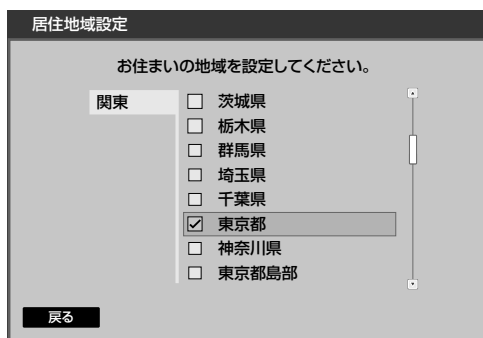 居住地域設定
お住まいの地域を設定してください。
関東
茨城県
栃木県
群馬県
埼玉県
千葉県
東京都
神奈川県
東京都島部
戻る